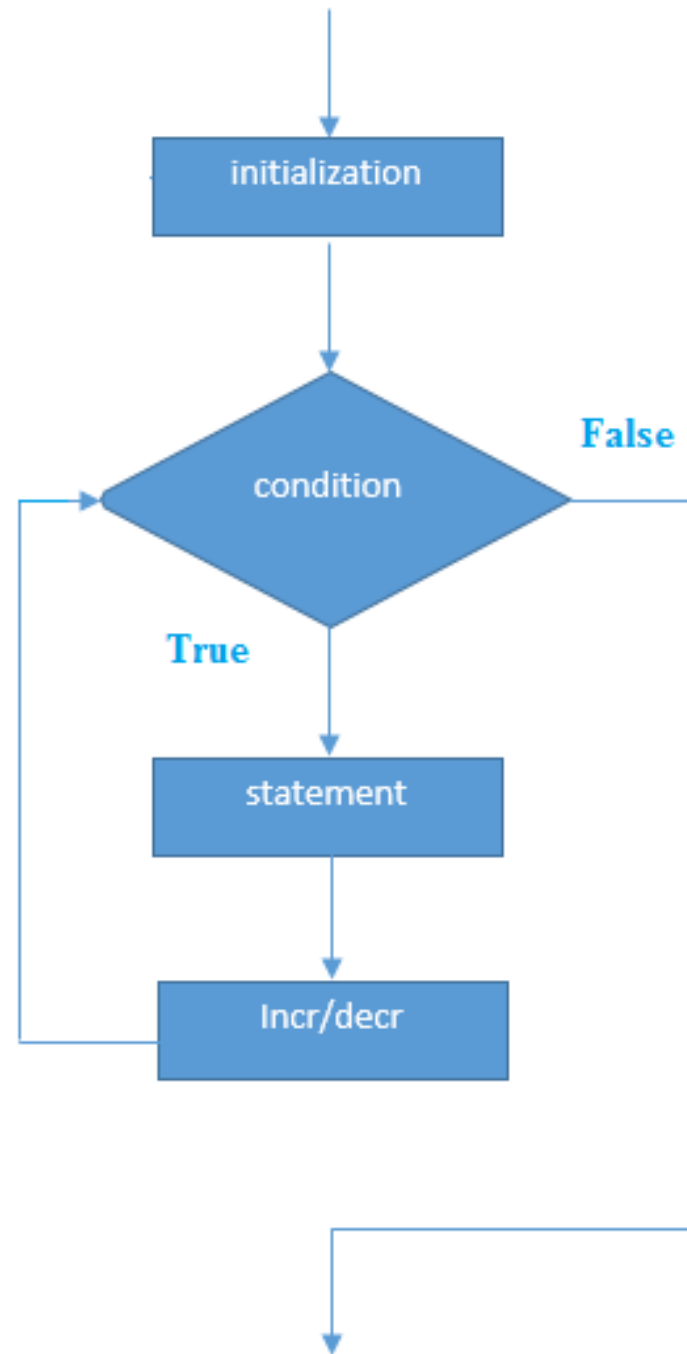 initialization
condition
False
True
statement
Incr/decr